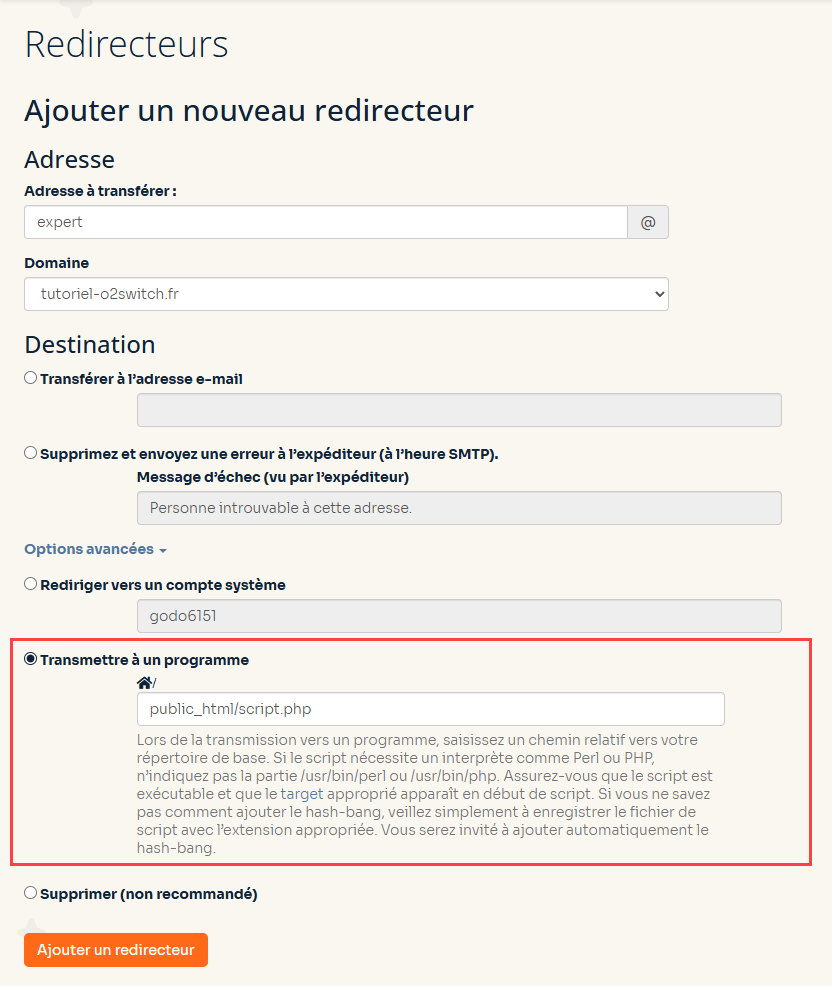 Redirecteurs
Ajouter un nouveau redirecteur
Adresse
Adresse à transférer :
expert @
Domaine
tutoriel-o2switch.fr
Destination
Transférer à l’adresse e-mail
Supprimez et envoyez une erreur à l’expéditeur (à l’heure SMTP).
Message d’échec (vu par l’expéditeur)
Personne introuvable à cette adresse.
Options avancées
Rediriger vers un compte système
godo6151
Transmettre à un programme
/
public_html/script.php
Lors de la transmission vers un programme, saisissez un chemin relatif vers votre
répertoire de base. Si le script nécessite un interprète comme Perl ou PHP,
n’indiquez pas la partie /usr/bin/perl ou /usr/bin/php. Assurez-vous que le script est
exécutable et que le target approprié apparaît en début de script. Si vous ne savez
pas comment ajouter le hash-bang, veillez simplement à enregistrer le fichier de
script avec l’extension appropriée. Vous serez invité à ajouter automatiquement le
hash-bang.
Supprimer (non recommandé)
Ajouter un redirecteur